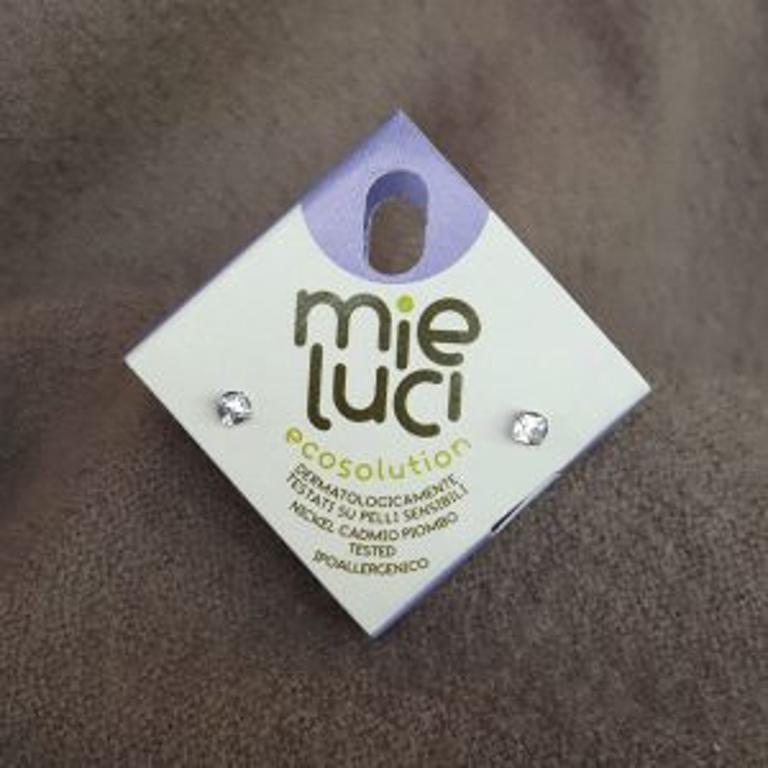 mie
luci
ecosolution
DERMATOLOGICAMENTE
TESTATI SU PELLI SENSIBILI
NICKEL CADMIO PIOMBO
TESTED
IPOALLERGENICO